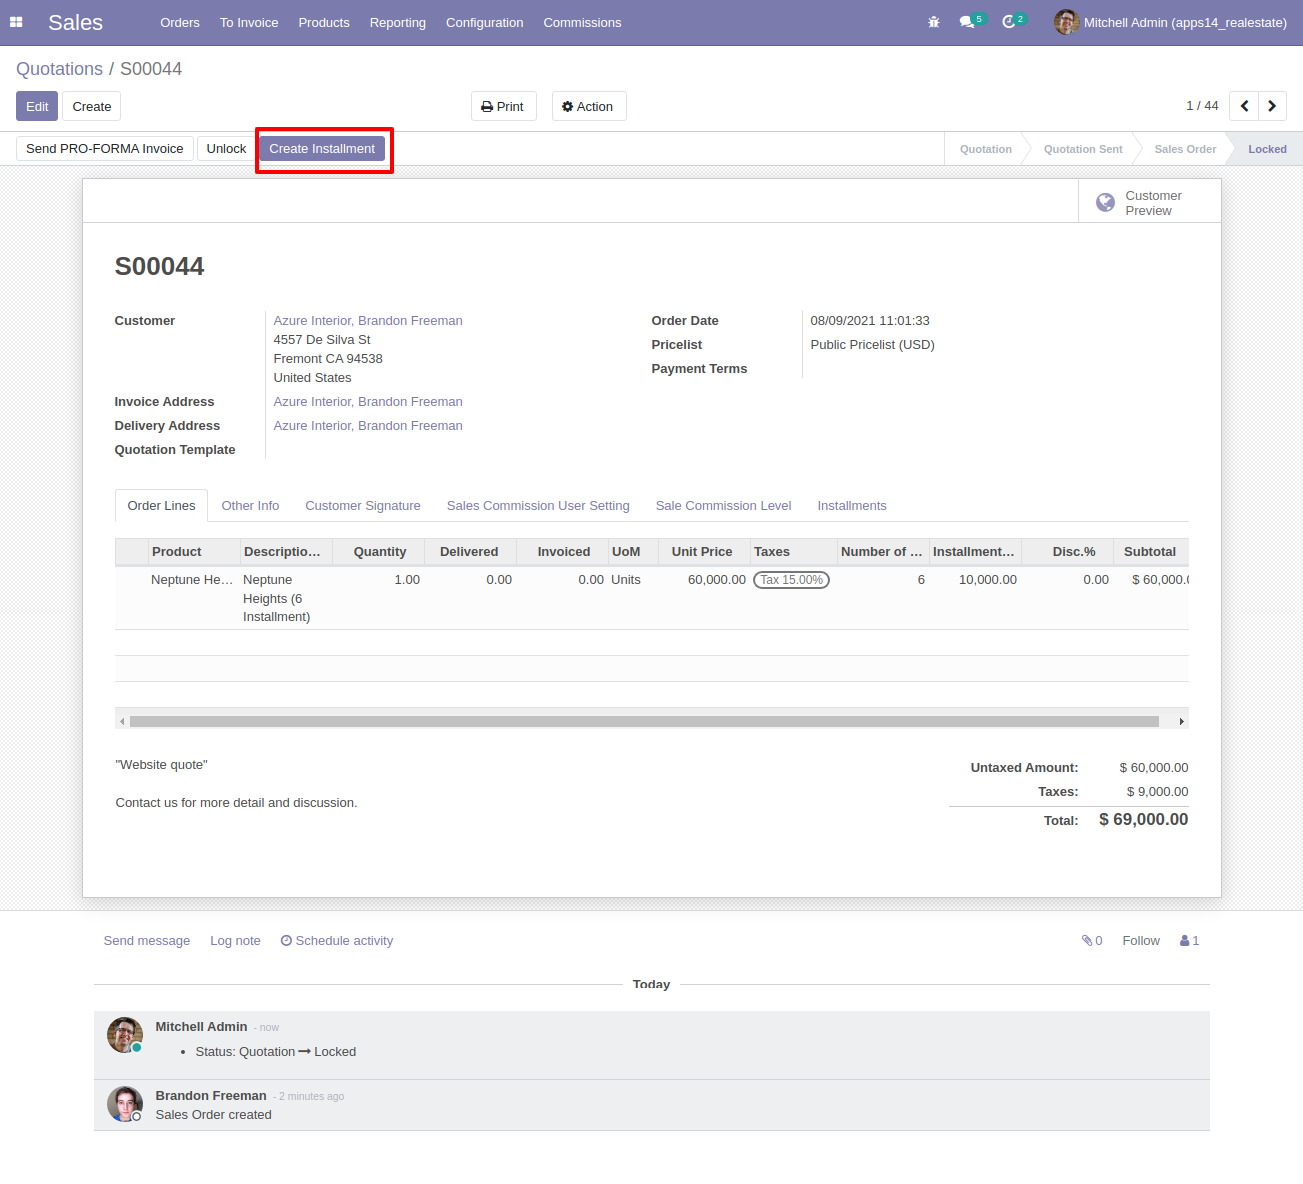 Sales Orders To Invoice Products Reporting Configuration Commissions 5 2 Mitchell Admin (apps14_realestate)
Quotations / S00044
Edit Create Print Action 1 / 44
Send PRO-FORMA Invoice Unlock Create Installment Quotation Quotation Sent Sales Order Locked
Customer
Preview
S00044
Customer Azure Interior, Brandon Freeman Order Date 08/09/2021 11:01:33
4557 De Silva St
Pricelist Public Pricelist (USD)
Fremont CA 94538
Payment Terms
United States
Invoice Address Azure Interior, Brandon Freeman
Delivery Address Azure Interior, Brandon Freeman
Quotation Template
Order Lines Other Info Customer Signature Sales Commission User Setting Sale Commission Level Installments
Product Descriptio... Quantity Delivered Invoiced UoM Unit Price Taxes Number of ... Installment... Disc.% Subtotal
Neptune He... Neptune 1.00 0.00 0.00 Units 60,000.00 Tax 15.00% 6 10,000.00 0.00 $ 60,000.0
Heights (6
Installment)
"Website quote" Untaxed Amount: $ 60,000.00
Taxes: $ 9,000.00
Contact us for more detail and discussion.
Total: $ 69,000.00
Send message Log note Schedule activity 0 Follow 1
Today
Mitchell Admin - now
• Status: Quotation → Locked
Brandon Freeman - 2 minutes ago
Sales Order created